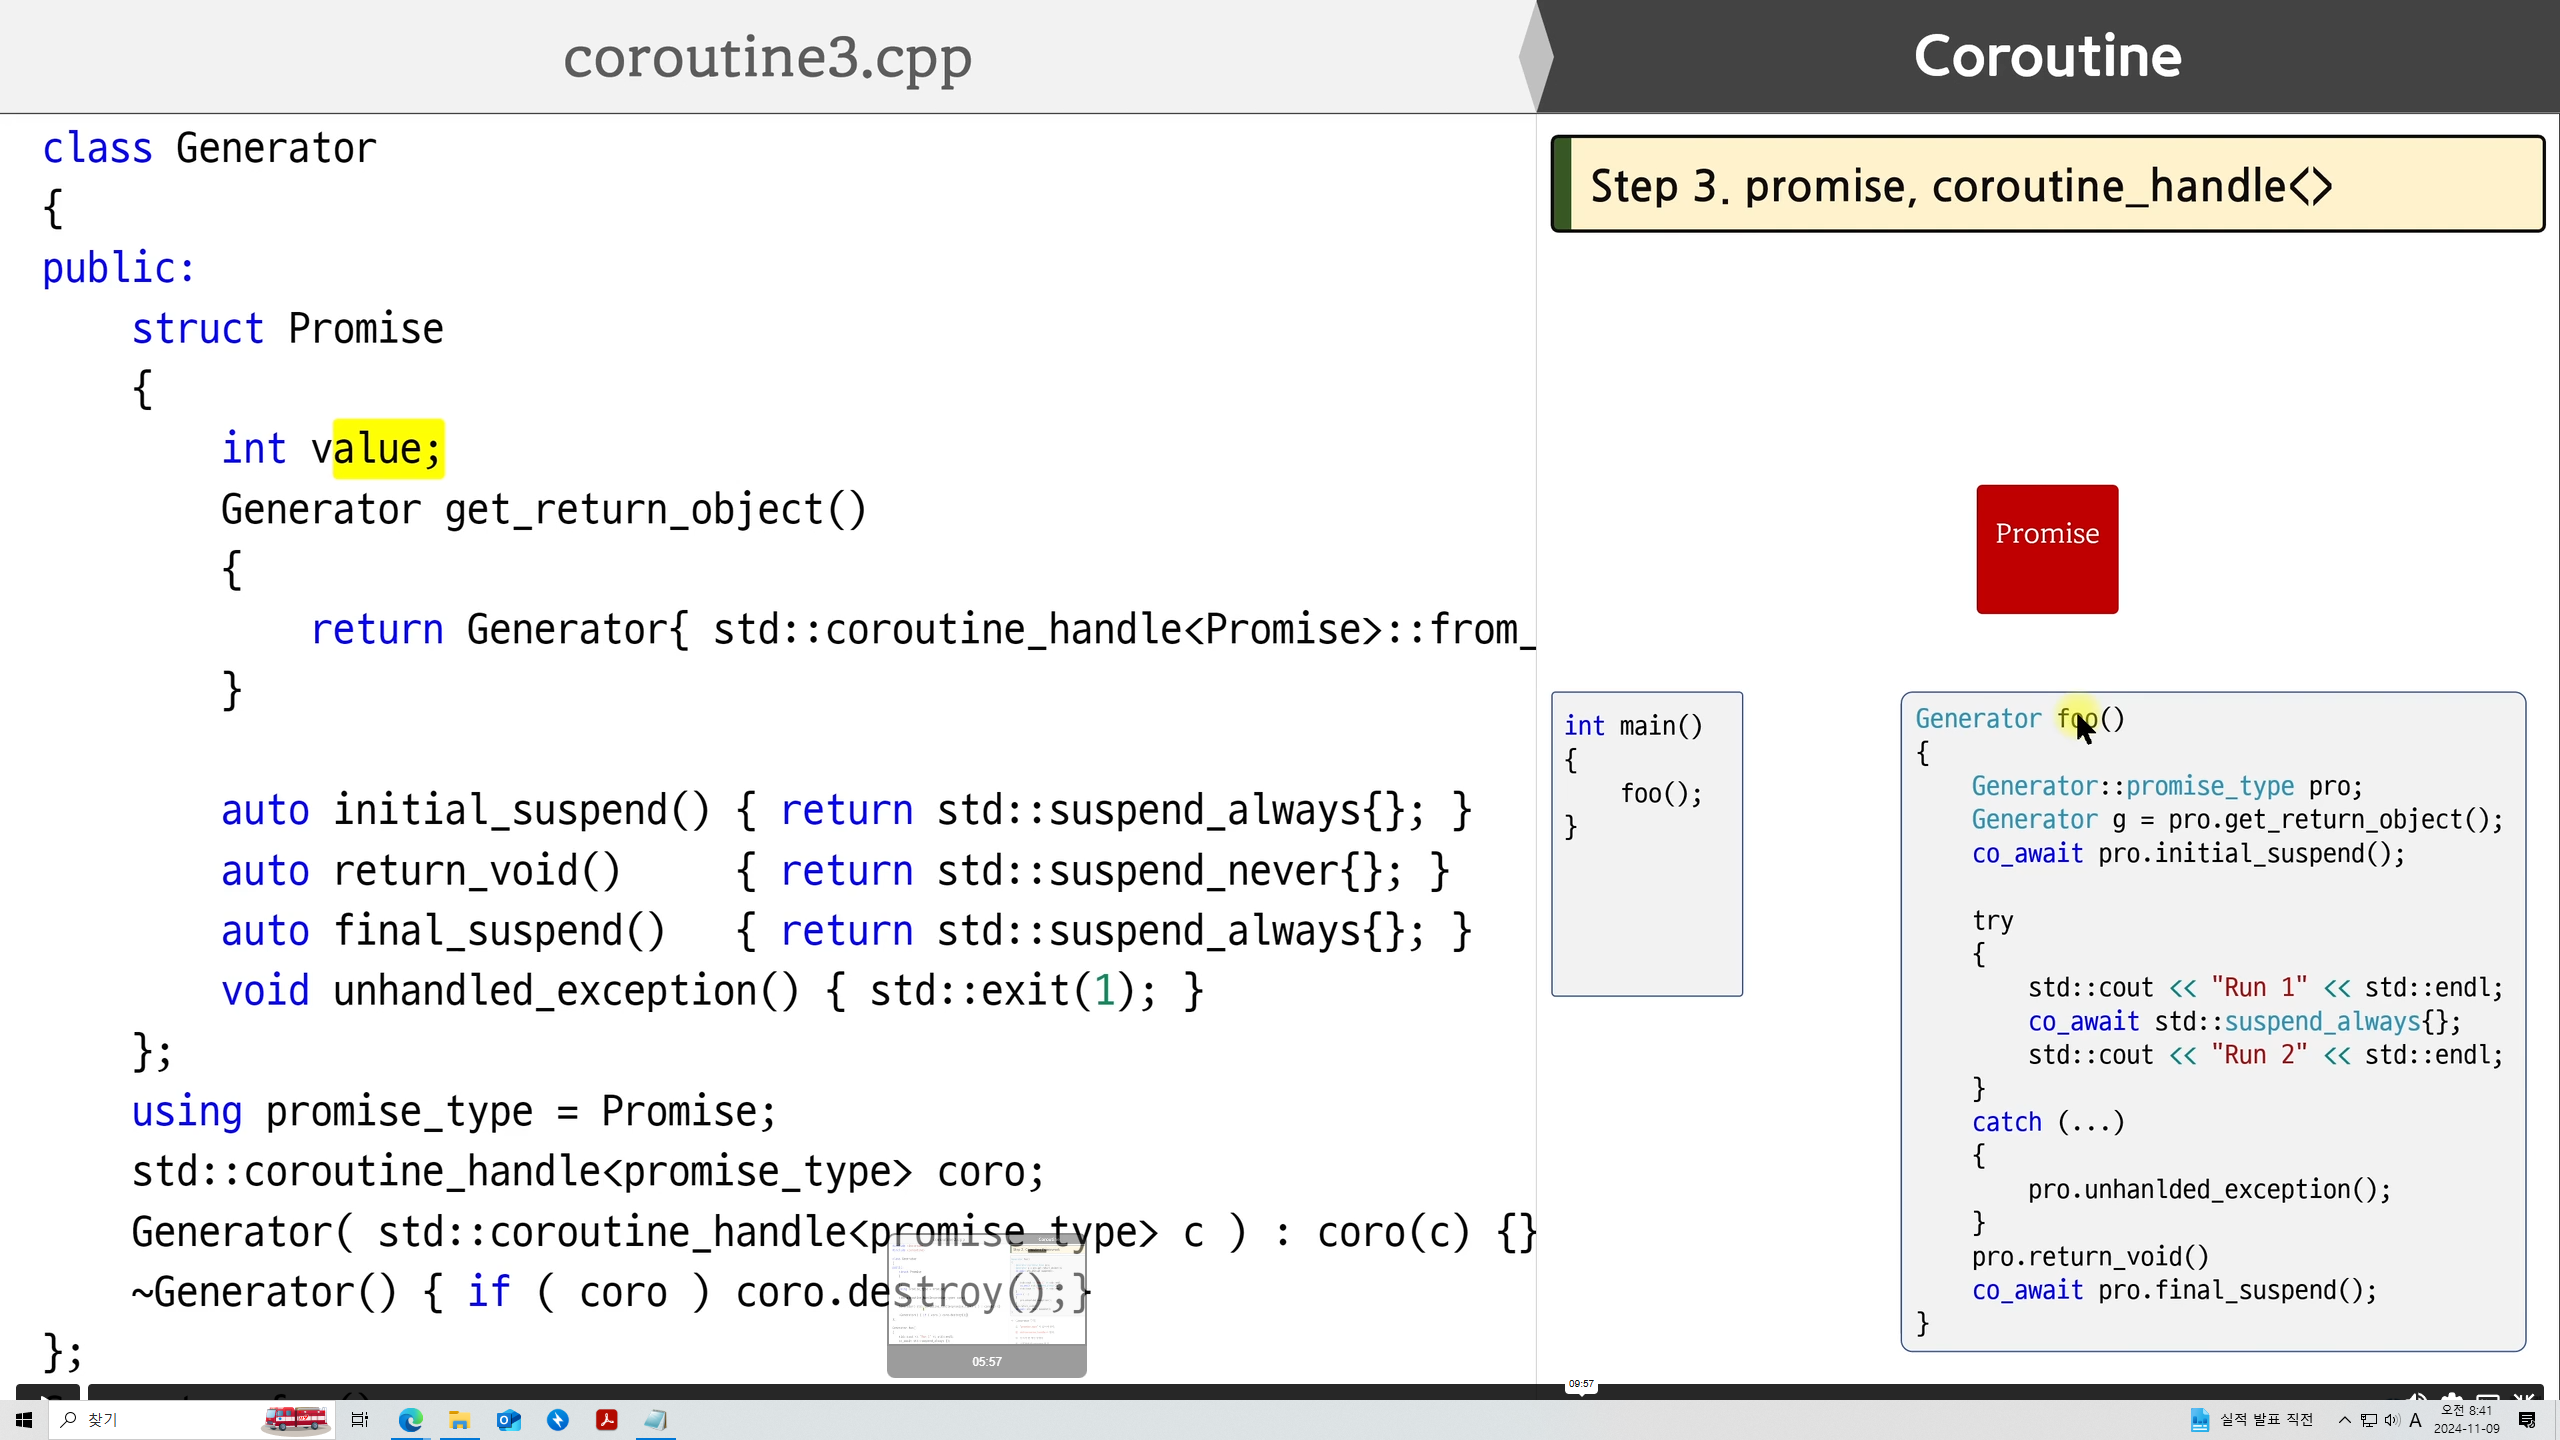 coroutine3.cpp
Coroutine
class Generator
{
public:
    struct Promise
    {
        int value;
        Generator get_return_object()
        {
            return Generator{ std::coroutine_handle<Promise>::from_
        }
        auto initial_suspend() { return std::suspend_always{}; }
        auto return_void()     { return std::suspend_never{}; }
        auto final_suspend()   { return std::suspend_always{}; }
        void unhandled_exception() { std::exit(1); }
    };
    using promise_type = Promise;
    std::coroutine_handle<promise_type> coro;
    Generator( std::coroutine_handle<promise_type> c ) : coro(c) {}
    ~Generator() { if ( coro ) coro.destroy();}
};
Step 3. promise, coroutine_handle<>
Promise
int main()
{
    foo();
}
Generator foo()
{
    Generator::promise_type pro;
    Generator g = pro.get_return_object();
    co_await pro.initial_suspend();
    try
    {
        std::cout << "Run 1" << std::endl;
        co_await std::suspend_always{};
        std::cout << "Run 2" << std::endl;
    }
    catch (...)
    {
        pro.unhanlded_exception();
    }
    pro.return_void()
    co_await pro.final_suspend();
}
05:57
09:57
찾기
실적 발표 직전
A
오전 8:41
2024-11-09